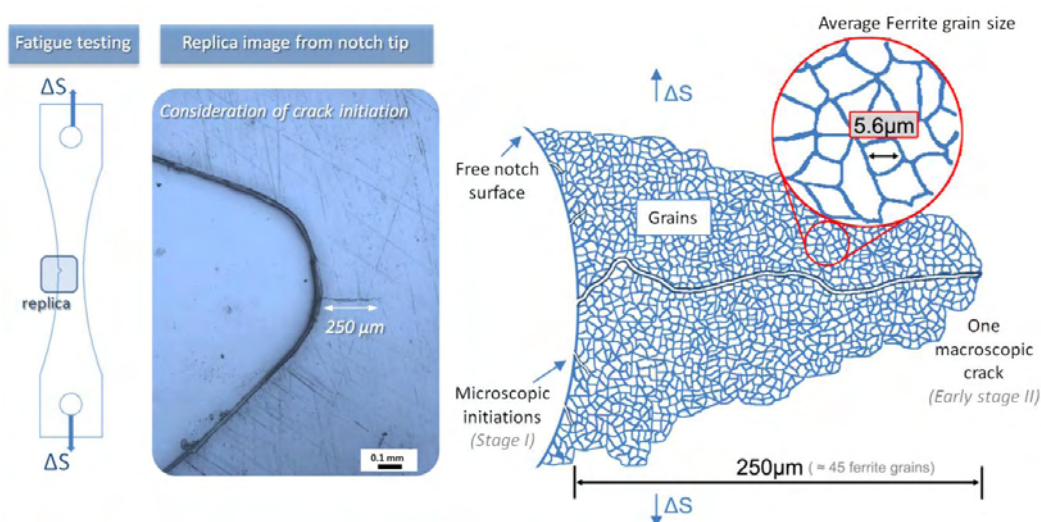 Fatigue testing
Replica image from notch tip
ΔS
replica
ΔS
Consideration of crack initiation
250 µm
0.1 mm
Average Ferrite grain size
5.6µm
ΔS
Free notch
surface
Grains
One
macroscopic
crack
(Early stage II)
Microscopic
initiations
(Stage I)
250µm (≈ 45 ferrite grains)
ΔS